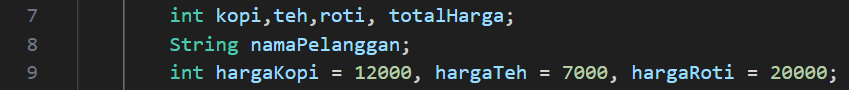 7 int kopi,teh,roti, totalHarga;
8 String namaPelanggan;
9 int hargaKopi = 12000, hargaTeh = 7000, hargaRoti = 20000;